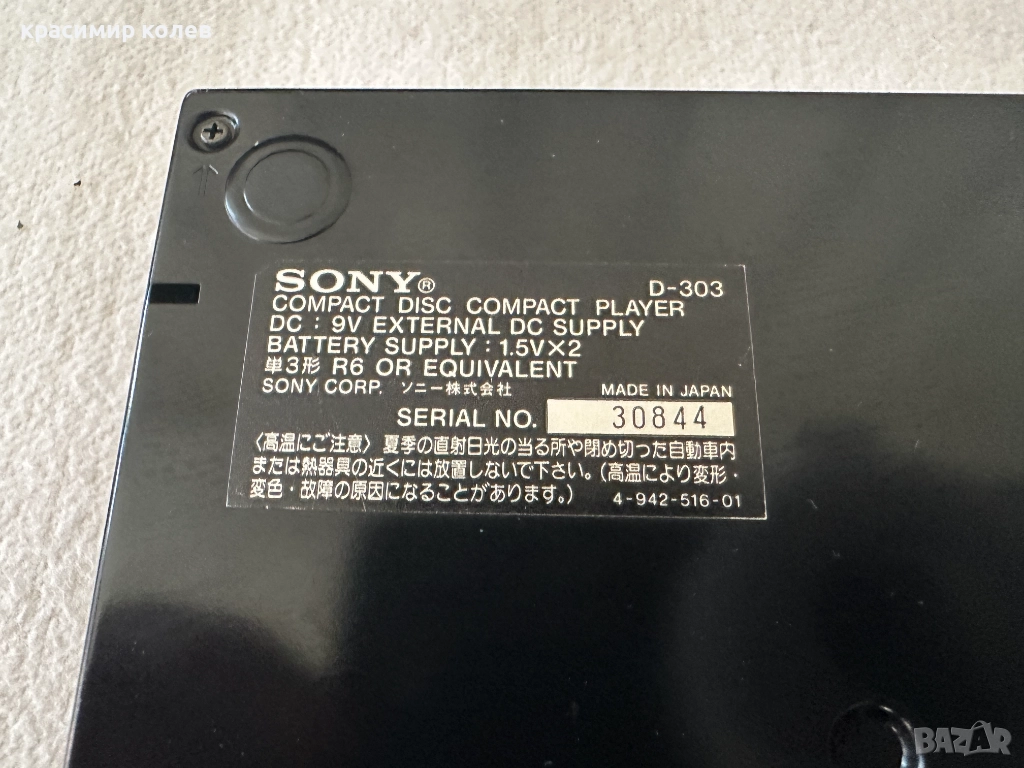 красимир колев
SONY® D-303
COMPACT DISC COMPACT PLAYER
DC : 9V EXTERNAL DC SUPPLY
BATTERY SUPPLY : 1.5V×2
単3形 R6 OR EQUIVALENT
SONY CORP. ソニー株式会社 MADE IN JAPAN
SERIAL NO. 30844
〈高温にご注意〉夏季の直射日光の当る所や閉め切った自動車内
または熱器具の近くには放置しないで下さい。(高温により変形・
変色・故障の原因になることがあります。) 4-942-516-01
BAZAR